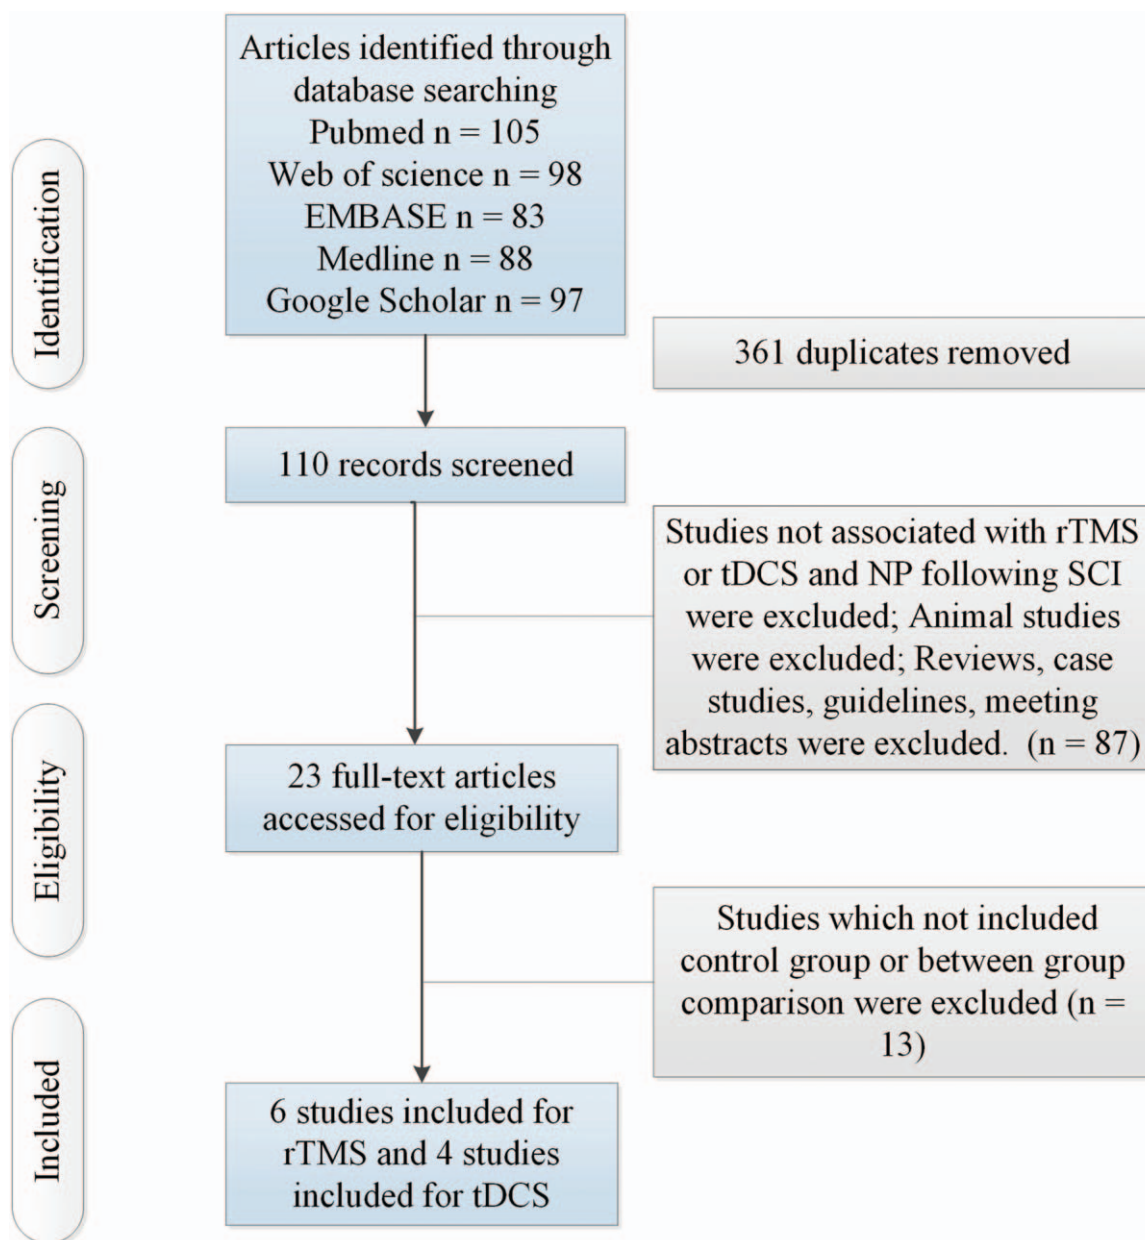 Identification
Articles identified through
database searching
Pubmed n = 105
Web of science n = 98
EMBASE n = 83
Medline n = 88
Google Scholar n = 97
361 duplicates removed
Screening
110 records screened
Studies not associated with rTMS
or tDCS and NP following SCI
were excluded; Animal studies
were excluded; Reviews, case
studies, guidelines, meeting
abstracts were excluded. (n = 87)
Eligibility
23 full-text articles
accessed for eligibility
Studies which not included
control group or between group
comparison were excluded (n =
13)
Included
6 studies included for
rTMS and 4 studies
included for tDCS